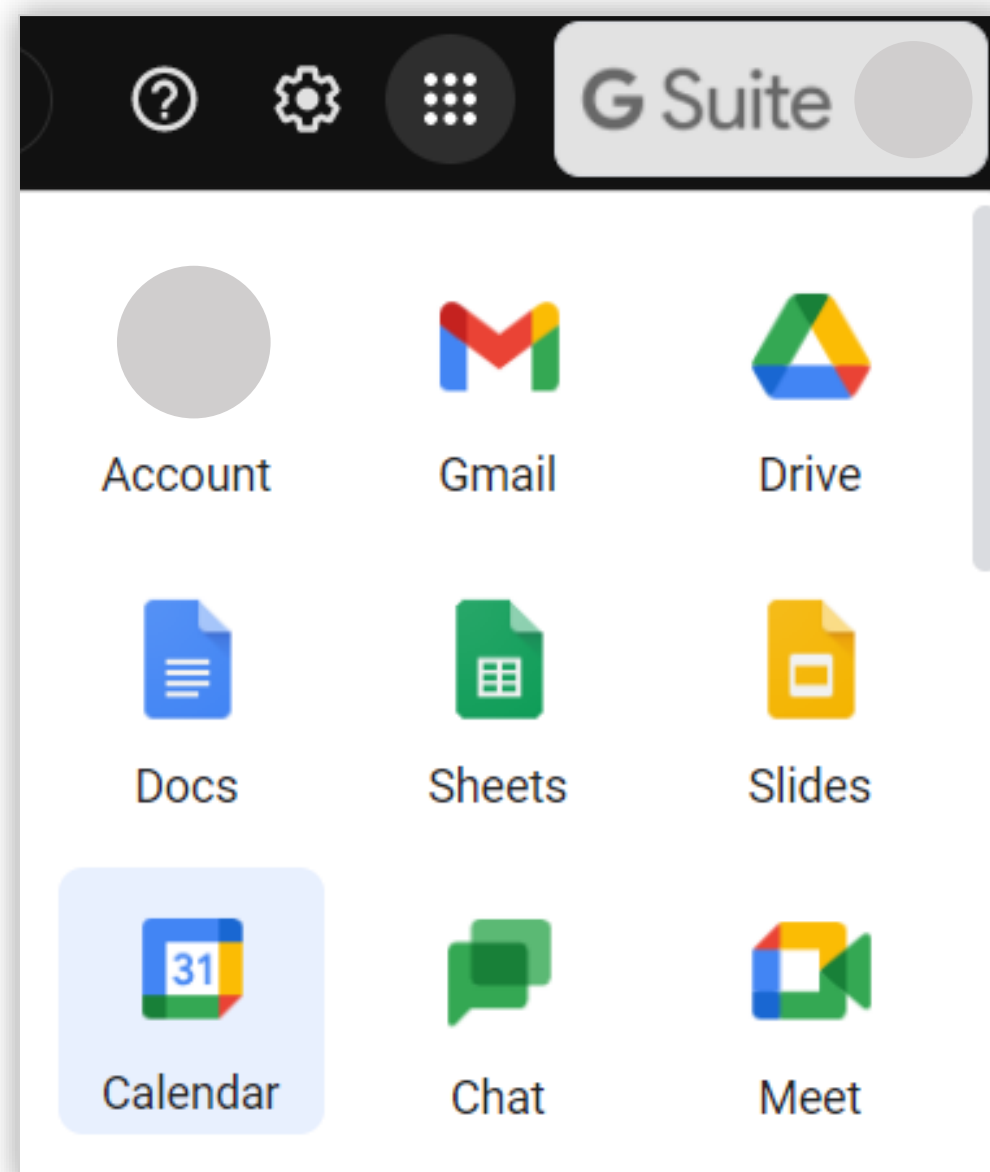 G Suite
Account Gmail Drive
Docs Sheets Slides
31
Calendar Chat Meet